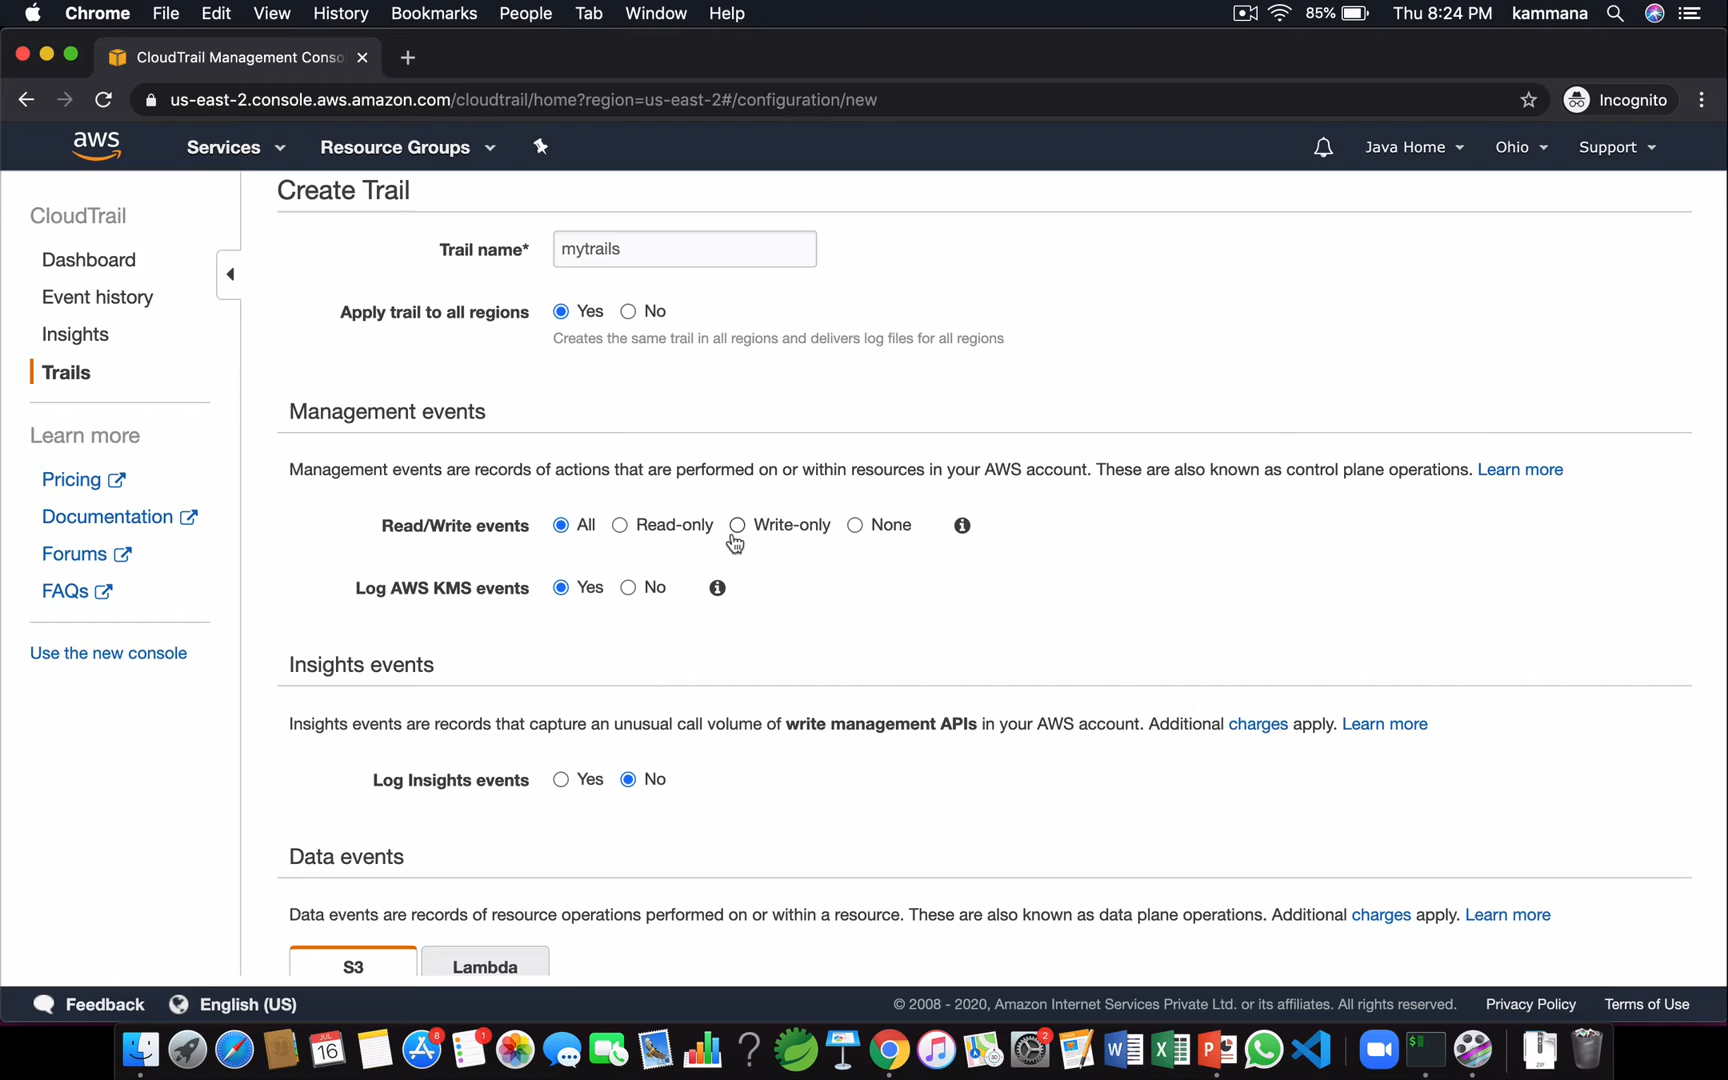 Chrome File Edit View History Bookmarks People Tab Window Help 85% Thu 8:24 PM kammana
CloudTrail Management Conso
us-east-2.console.aws.amazon.com/cloudtrail/home?region=us-east-2#/configuration/new Incognito
aws Services Resource Groups Java Home Ohio Support
CloudTrail
Dashboard
Event history
Insights
Trails
Learn more
Pricing
Documentation
Forums
FAQs
Use the new console
Create Trail
Trail name* mytrails
Apply trail to all regions Yes No
Creates the same trail in all regions and delivers log files for all regions
Management events
Management events are records of actions that are performed on or within resources in your AWS account. These are also known as control plane operations. Learn more
Read/Write events All Read-only Write-only None
Log AWS KMS events Yes No
Insights events
Insights events are records that capture an unusual call volume of write management APIs in your AWS account. Additional charges apply. Learn more
Log Insights events Yes No
Data events
Data events are records of resource operations performed on or within a resource. These are also known as data plane operations. Additional charges apply. Learn more
S3 Lambda
Feedback English (US) © 2008 - 2020, Amazon Internet Services Private Ltd. or its affiliates. All rights reserved. Privacy Policy Terms of Use
JUL 16 8 1 2